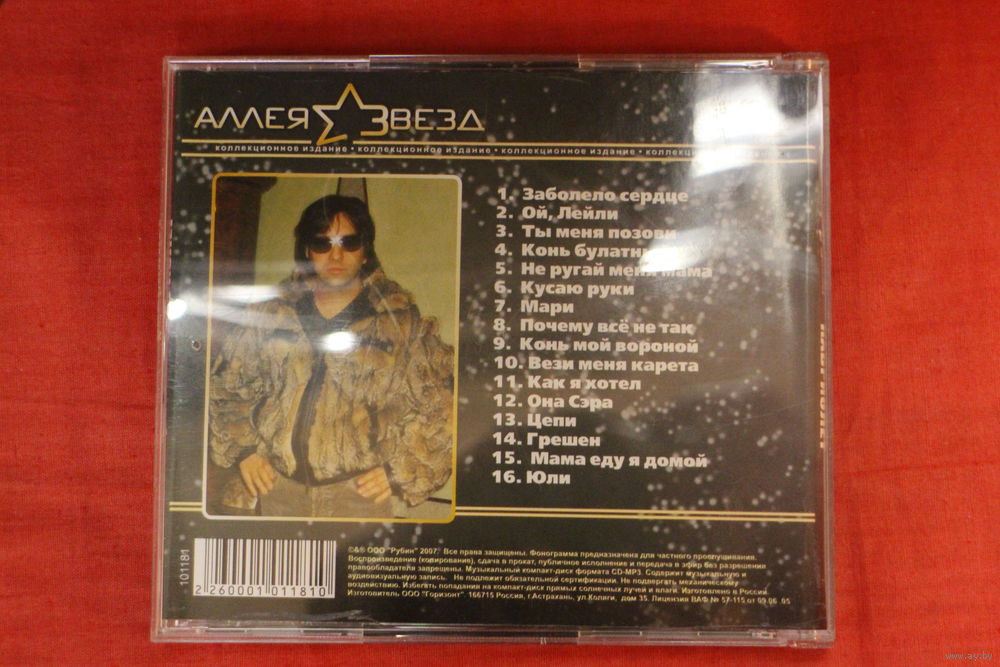 АЛЛЕЯ ЗВЕЗД
коллекционное издание • коллекционное издание • коллекционное издание •
1. Заболело сердце
2. Ой, Лейли
3. Ты меня позови
4. Конь
5. Не ругай меня мама
6. Кусаю руки
7. Мари
8. Почему всё не так
9. Конь мой вороной
10. Вези меня карета
11. Как я хотел
12. Она Сэра
13. Цепи
14. Грешен
15. Мама еду я домой
16. Юли
101181
2 260001 011810
©&® ООО "Рубин" 2007. Все права защищены. Фонограмма предназначена для частного прослушивания.
Воспроизведение (копирование), сдача в прокат, публичное исполнение и передача в эфир без разрешения
правообладателя запрещены. Музыкальный компакт-диск формата CD-MP3. Содержит музыкальную и
аудиовизуальную запись. Не подлежит обязательной сертификации. Не подвергать механическому
воздействию. Избегать попадания на компакт-диск прямых солнечных лучей и влаги. Изготовлено в России.
Изготовитель ООО "Горизонт". 166715 Россия, г.Астрахань, ул.Коляги, дом 35. Лицензия ВАФ № 57-115 от 09.06.05
www.ay.by